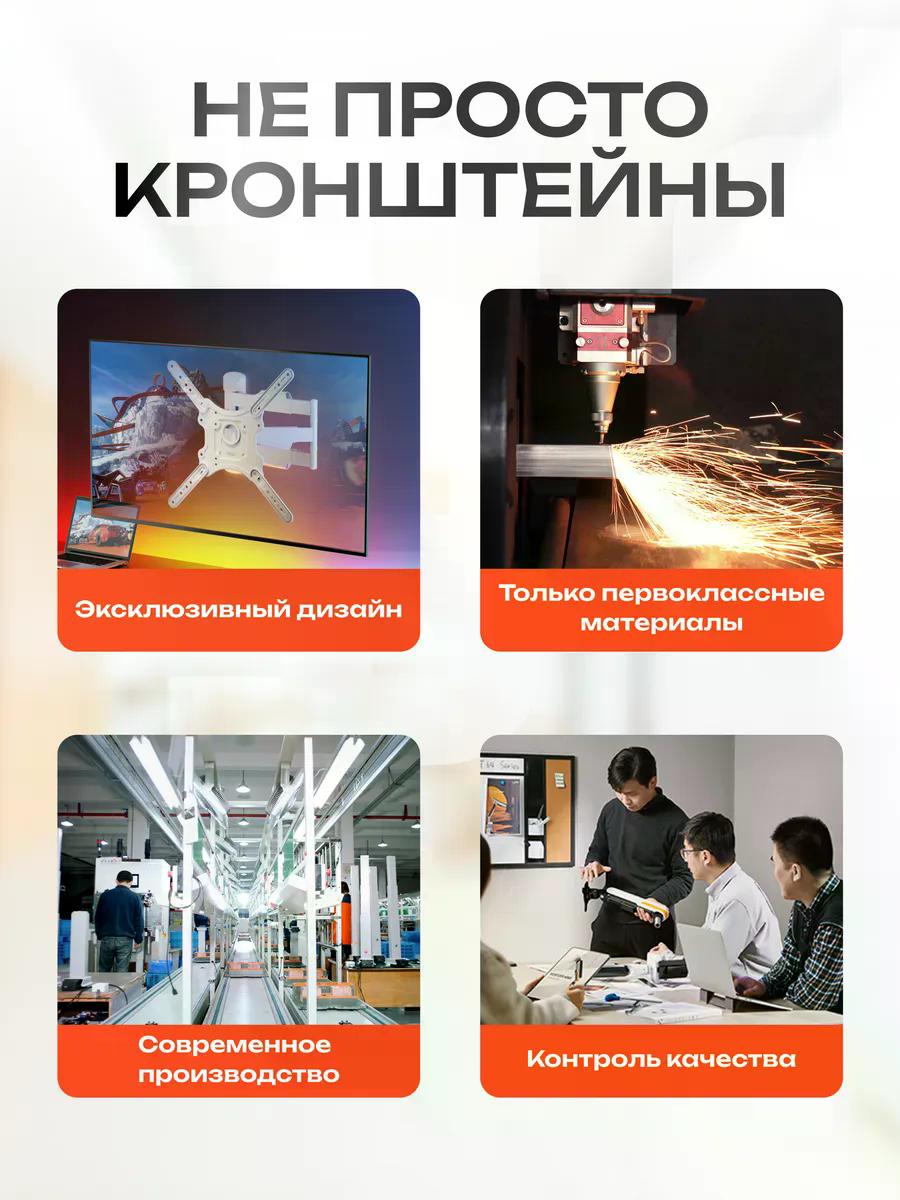 НЕ ПРОСТО
КРОНШТЕЙНЫ
Эксклюзивный дизайн
Только первоклассные
материалы
Современное
производство
Контроль качества